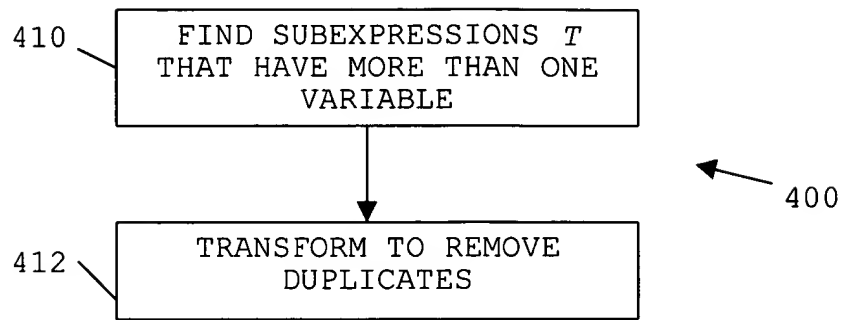 410
FIND SUBEXPRESSIONS T
THAT HAVE MORE THAN ONE
VARIABLE
400
412
TRANSFORM TO REMOVE
DUPLICATES